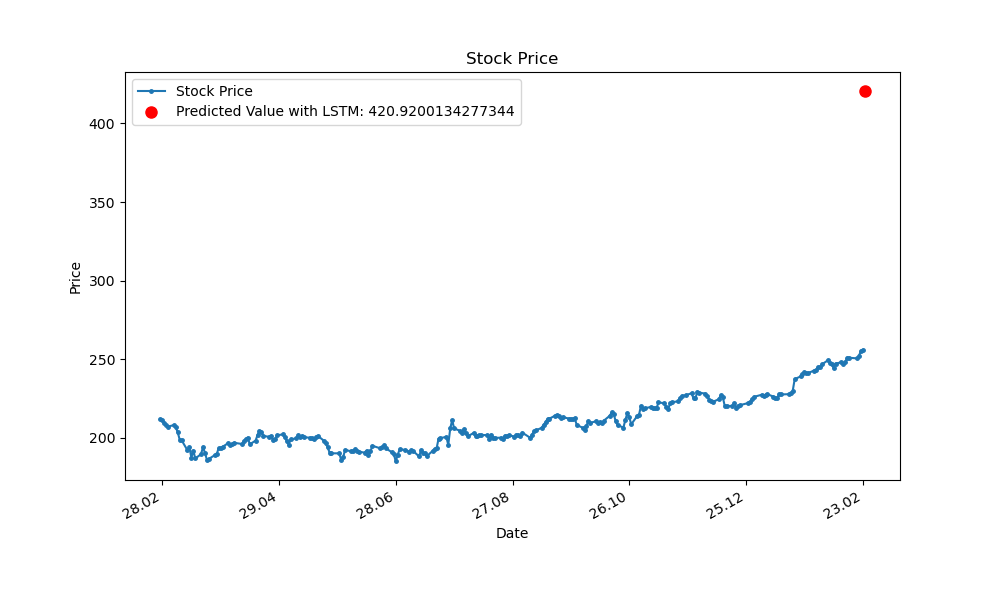 Stock Price
Stock Price
Predicted Value with LSTM: 420.9200134277344
400
350
300
250
200
Price
28.02
29.04
28.06
27.08
26.10
25.12
23.02
Date